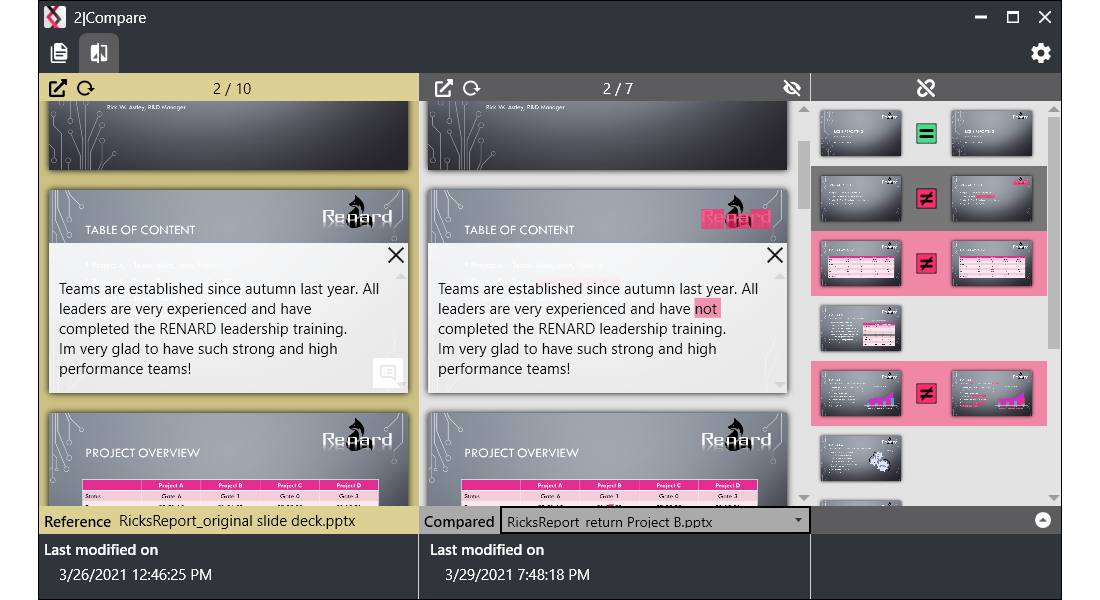 2|Compare
2 / 10
2 / 7
Rick W. Astley, R&D Manager
Rick W. Astley, R&D Manager
Renard
TABLE OF CONTENT
Teams are established since autumn last year. All
leaders are very experienced and have
completed the RENARD leadership training.
Im very glad to have such strong and high
performance teams!
Renard
PROJECT OVERVIEW
Project A Project B Project C Project D
Status Gate 6 Gate 1 Gate 0 Gate 3
Renard
TABLE OF CONTENT
Teams are established since autumn last year. All
leaders are very experienced and have not
completed the RENARD leadership training.
Im very glad to have such strong and high
performance teams!
Renard
PROJECT OVERVIEW
Project A Project B Project C Project D
Status Gate 6 Gate 1 Gate 0 Gate 3
Reference RicksReport_original slide deck.pptx
Compared RicksReport_return Project B.pptx
Last modified on
3/26/2021 12:46:25 PM
Last modified on
3/29/2021 7:48:18 PM